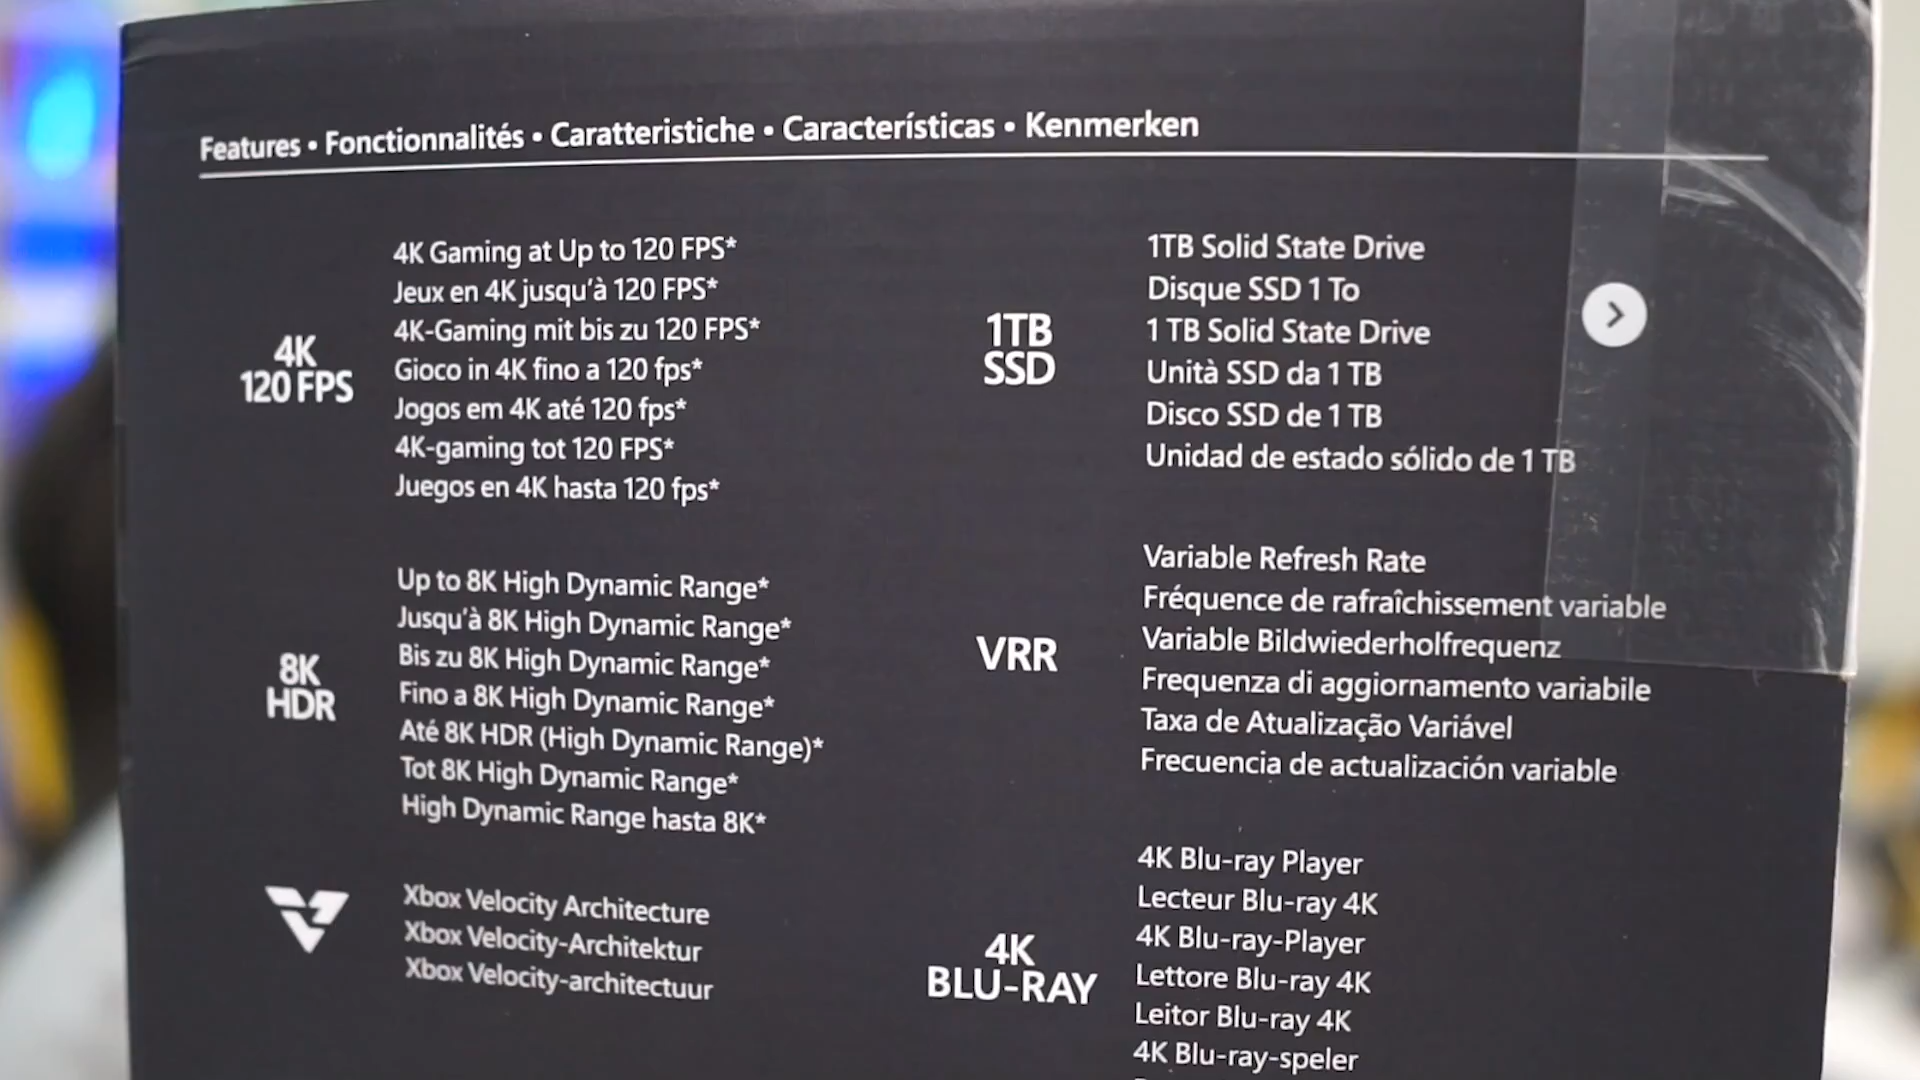 Features • Fonctionnalités • Caratteristiche • Características • Kenmerken
4K
120 FPS
4K Gaming at Up to 120 FPS*
Jeux en 4K jusqu'à 120 FPS*
4K-Gaming mit bis zu 120 FPS*
Gioco in 4K fino a 120 fps*
Jogos em 4K até 120 fps*
4K-gaming tot 120 FPS*
Juegos en 4K hasta 120 fps*
8K
HDR
Up to 8K High Dynamic Range*
Jusqu'à 8K High Dynamic Range*
Bis zu 8K High Dynamic Range*
Fino a 8K High Dynamic Range*
Até 8K HDR (High Dynamic Range)*
Tot 8K High Dynamic Range*
High Dynamic Range hasta 8K*
Xbox Velocity Architecture
Xbox Velocity-Architektur
Xbox Velocity-architectuur
1TB
SSD
1TB Solid State Drive
Disque SSD 1 To
1 TB Solid State Drive
Unità SSD da 1 TB
Disco SSD de 1 TB
Unidad de estado sólido de 1 TB
VRR
Variable Refresh Rate
Fréquence de rafraîchissement variable
Variable Bildwiederholfrequenz
Frequenza di aggiornamento variabile
Taxa de Atualização Variável
Frecuencia de actualización variable
4K
BLU-RAY
4K Blu-ray Player
Lecteur Blu-ray 4K
4K Blu-ray-Player
Lettore Blu-ray 4K
Leitor Blu-ray 4K
4K Blu-ray-speler